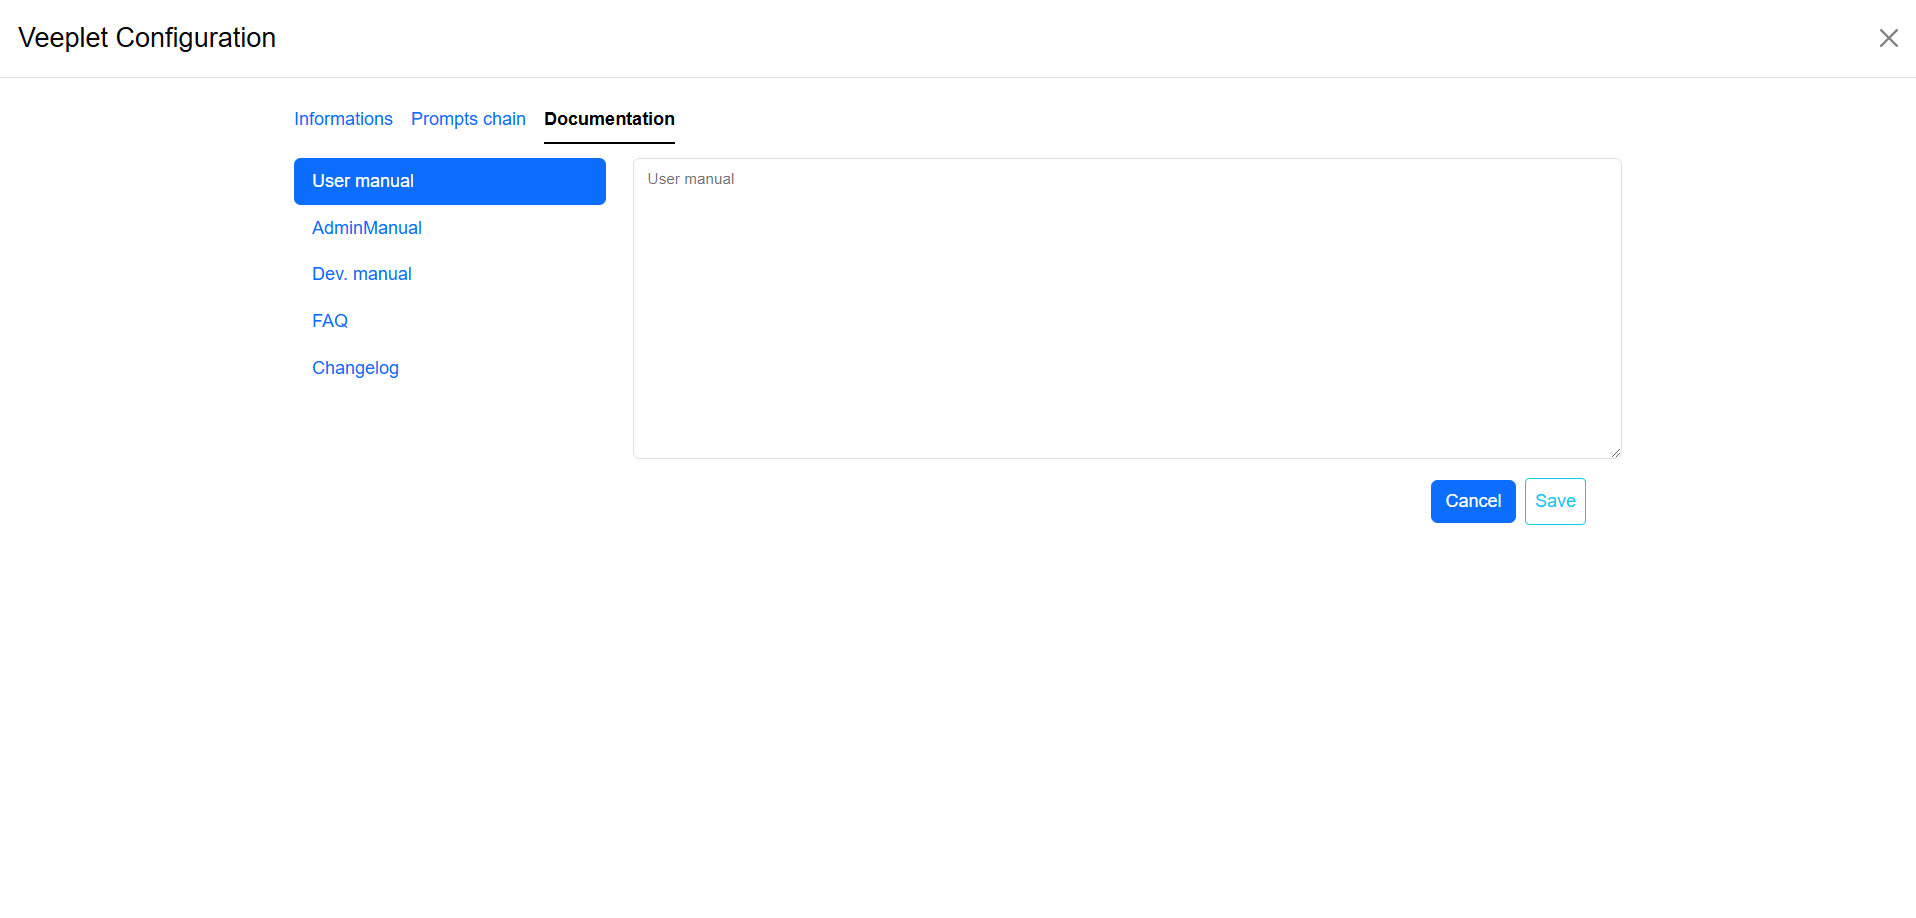 Veeplet Configuration
Informations Prompts chain Documentation
User manual
AdminManual
Dev. manual
FAQ
Changelog
User manual
Cancel Save